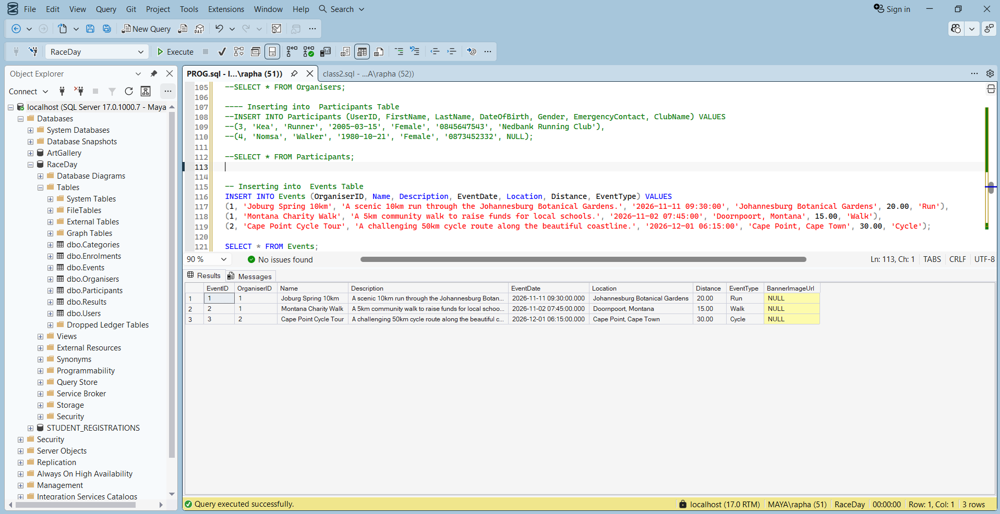 File Edit View Query Git Project Tools Extensions Window Help Search Sign in
New Query
RaceDay Execute
Object Explorer
Connect
localhost (SQL Server 17.0.1000.7 - Maya
Databases
System Databases
Database Snapshots
ArtGallery
RaceDay
Database Diagrams
Tables
System Tables
FileTables
External Tables
Graph Tables
dbo.Categories
dbo.Enrolments
dbo.Events
dbo.Organisers
dbo.Participants
dbo.Results
dbo.Users
Dropped Ledger Tables
Views
External Resources
Synonyms
Programmability
Query Store
Service Broker
Storage
Security
STUDENT_REGISTRATIONS
Security
Server Objects
Replication
Always On High Availability
Management
Integration Services Catalogs
PROG.sql - l...\rapha (51)) class2.sql - ...A\rapha (52))
105 --SELECT * FROM Organisers;
106
107 ---- Inserting into  Participants Table
108 --INSERT INTO Participants (UserID, FirstName, LastName, DateOfBirth, Gender, EmergencyContact, ClubName) VALUES
109 --(3, 'Kea', 'Runner', '2005-03-15', 'Female', '0845647543', 'Nedbank Running Club'),
110 --(4, 'Nomsa', 'Walker', '1980-10-21', 'Female', '0873452332', NULL);
111
112 --SELECT * FROM Participants;
113
114
115 -- Inserting into  Events Table
116 INSERT INTO Events (OrganiserID, Name, Description, EventDate, Location, Distance, EventType) VALUES
117 (1, 'Joburg Spring 10km', 'A scenic 10km run through the Johannesburg Botanical Gardens.', '2026-11-11 09:30:00', 'Johannesburg Botanical Gardens', 20.00, 'Run'),
118 (1, 'Montana Charity Walk', 'A 5km community walk to raise funds for local schools.', '2026-11-02 07:45:00', 'Doornpoort, Montana', 15.00, 'Walk'),
119 (2, 'Cape Point Cycle Tour', 'A challenging 50km cycle route along the beautiful coastline.', '2026-12-01 06:15:00', 'Cape Point, Cape Town', 30.00, 'Cycle');
120
121 SELECT * FROM Events;
90 % No issues found Ln: 113, Ch: 1 TABS CRLF UTF-8
Results Messages
EventID OrganiserID Name Description EventDate Location Distance EventType BannerImageUrl
1 1 1 Joburg Spring 10km A scenic 10km run through the Johannesburg Botan... 2026-11-11 09:30:00.000 Johannesburg Botanical Gardens 20.00 Run NULL
2 2 1 Montana Charity Walk A 5km community walk to raise funds for local schoo... 2026-11-02 07:45:00.000 Doornpoort, Montana 15.00 Walk NULL
3 3 2 Cape Point Cycle Tour A challenging 50km cycle route along the beautiful c... 2026-12-01 06:15:00.000 Cape Point, Cape Town 30.00 Cycle NULL
Query executed successfully. localhost (17.0 RTM) MAYA\rapha (51) RaceDay 00:00:00 Row: 1, Col: 1 3 rows